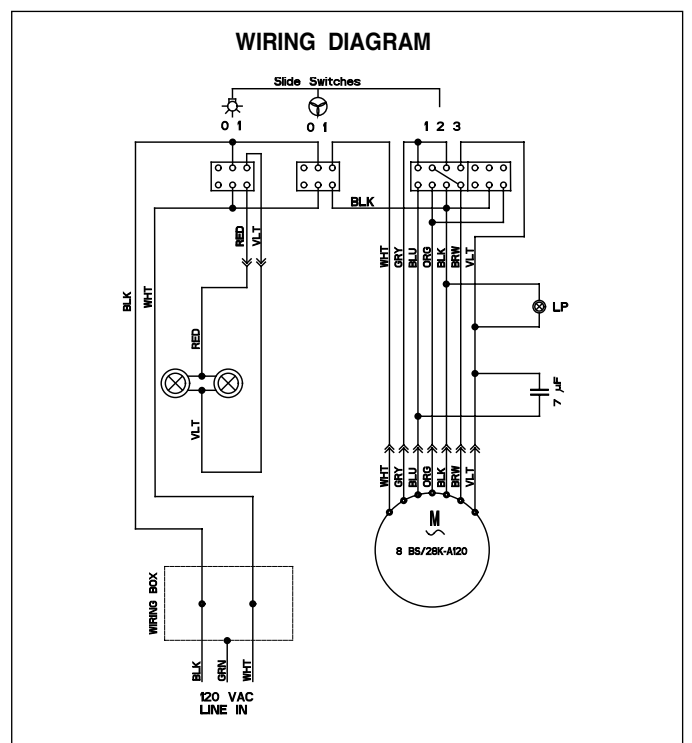 WIRING DIAGRAM
Slide Switches
0 1
0 1
1 2 3
BLK
RED
VLT
WHT
GRY
BLU
ORG
BLK
BRW
VLT
BLK
WHT
LP
RED
7 µF
VLT
WHT
GRY
BLU
ORG
BLK
BRW
VLT
M
8 BS/28K-A120
WIRING BOX
BLK
GRN
WHT
120 VAC
LINE IN